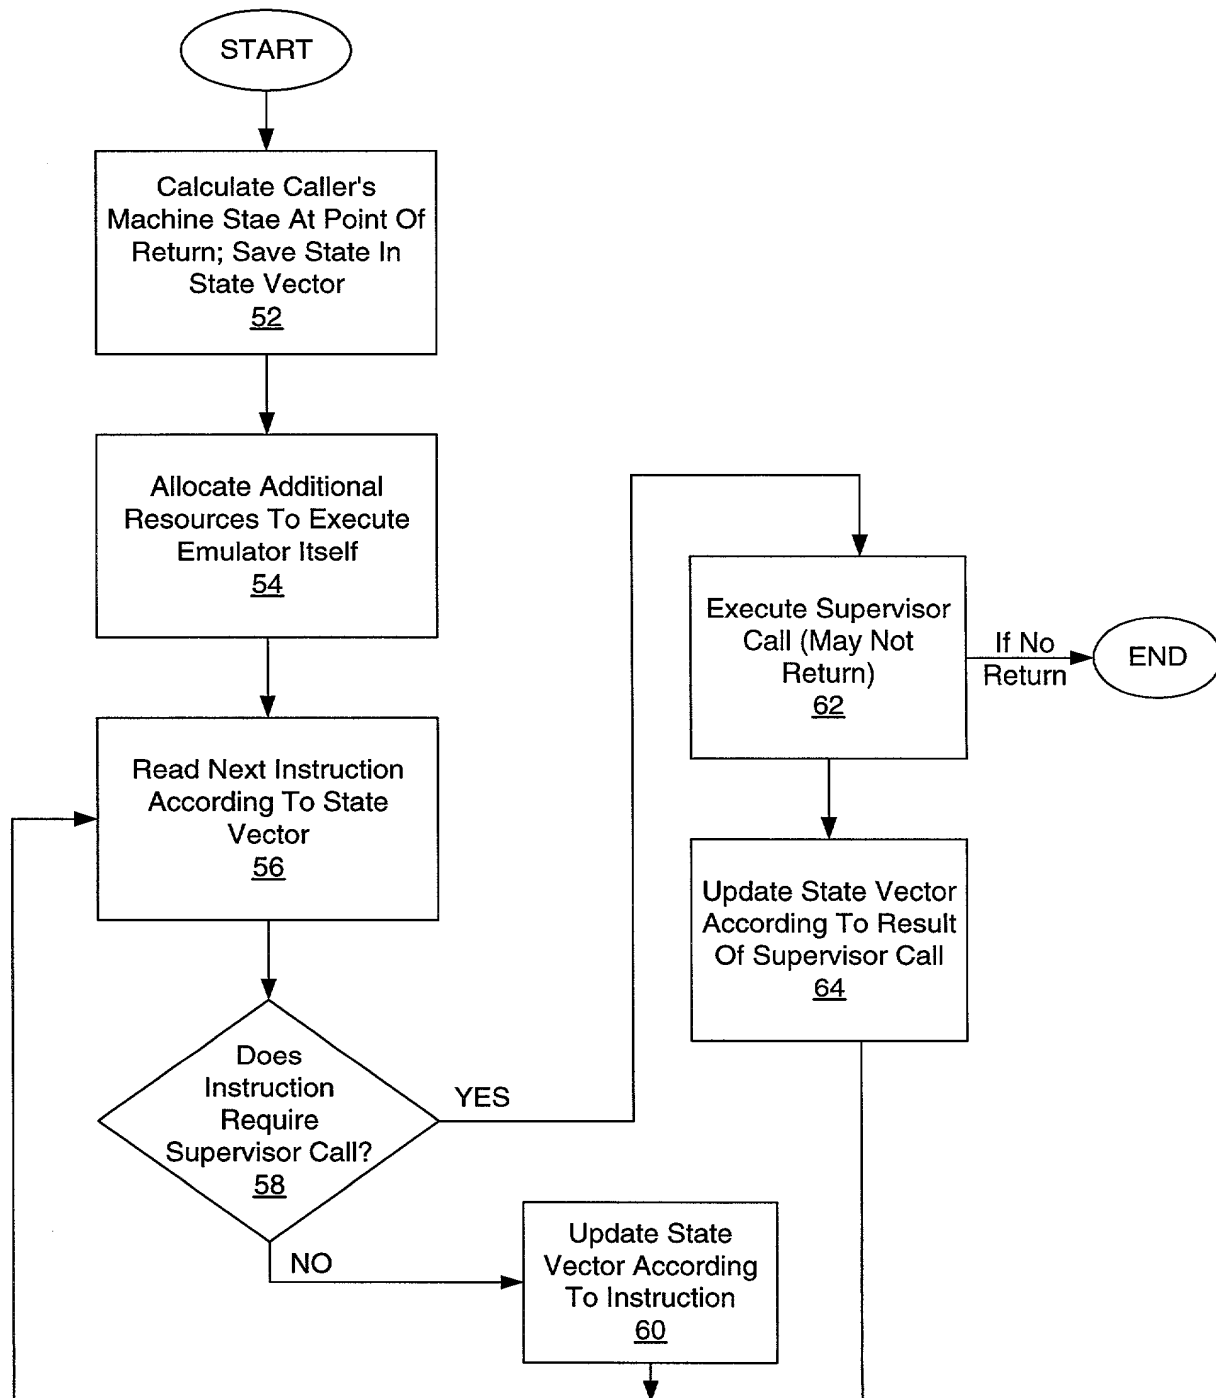 START
Calculate Caller's
Machine Stae At Point Of
Return; Save State In
State Vector
52
Allocate Additional
Resources To Execute
Emulator Itself
54
Read Next Instruction
According To State
Vector
56
Does
Instruction
Require
Supervisor Call?
58
YES
NO
Update State
Vector According
To Instruction
60
Execute Supervisor
Call (May Not
Return)
62
If No
Return
END
Update State Vector
According To Result
Of Supervisor Call
64